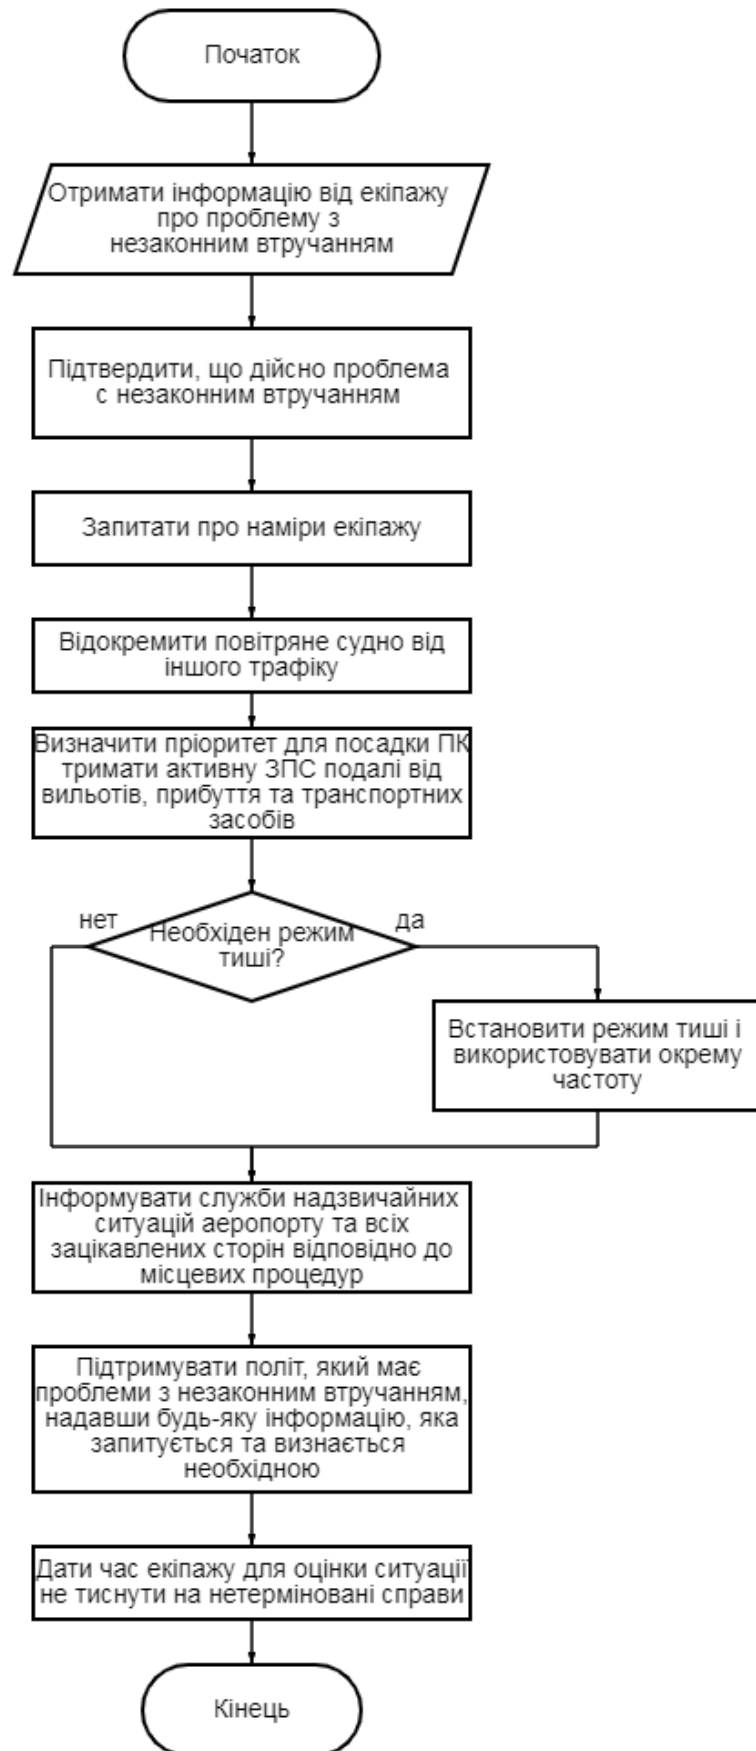 Початок
Отримати інформацію від екіпажу
про проблему з
незаконним втручанням
Підтвердити, що дійсно проблема
с незаконним втручанням
Запитати про наміри екіпажу
Відокремити повітряне судно від
іншого трафіку
Визначити пріоритет для посадки ПК
тримати активну ЗПС подалі від
вильотів, прибуття та транспортних
засобів
нет
Необхіден режим
тиші?
да
Встановити режим тиші і
використовувати окрему
частоту
Інформувати служби надзвичайних
ситуацій аеропорту та всіх
зацікавлених сторін відповідно до
місцевих процедур
Підтримувати політ, який має
проблеми з незаконним втручанням,
надавши будь-яку інформацію, яка
запитується та визнається
необхідною
Дати час екіпажу для оцінки ситуації
не тиснути на нетерміновані справи
Кінець